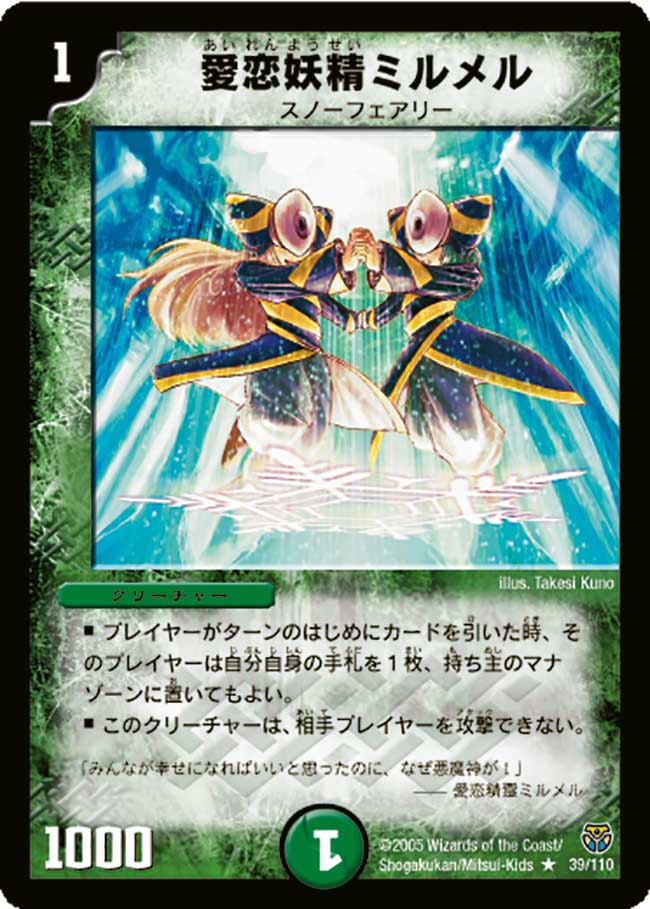 1
あいれんようせい
愛恋妖精ミルメル
スノーフェアリー
illus. Takesi Kuno
クリーチャー
■ プレイヤーがターンのはじめにカードを引いた時、そ
のプレイヤーは自分自身の手札を1枚、持ち主のマナ
ゾーンに置いてもよい。
■ このクリーチャーは、相手プレイヤーを攻撃できない。
「みんなが幸せになればいいと思ったのに、なぜ悪魔神が!」
—— 愛恋精霊ミルメル
1000
1
©2005 Wizards of the Coast/
Shogakukan/Mitsui-Kids ★ 39/110